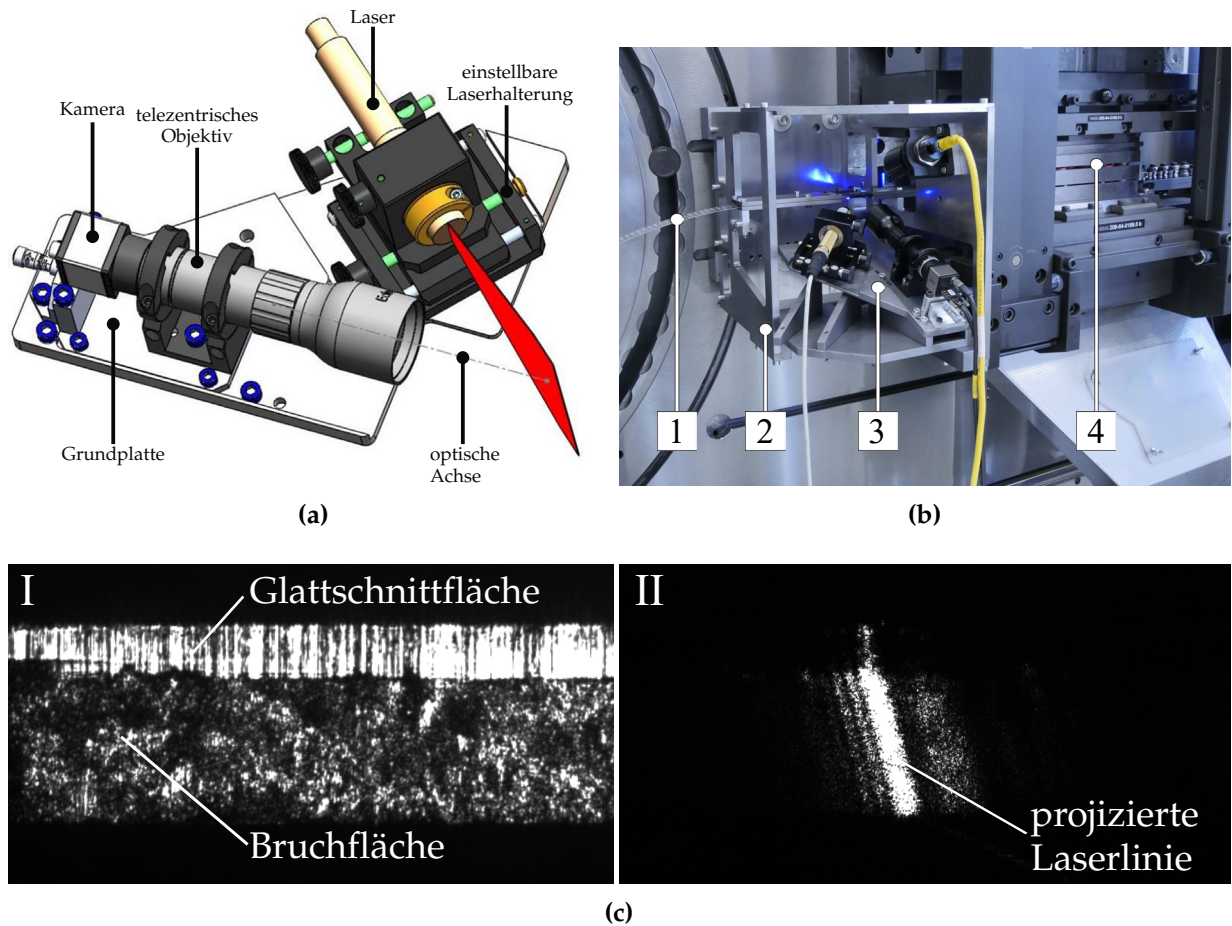 Laser
einstellbare
Laserhalterung
Kamera
telezentrisches
Objektiv
Grundplatte
optische
Achse
(a)
1
2
3
4
(b)
I
Glattschnittfläche
Bruchfläche
II
projizierte
Laserlinie
(c)